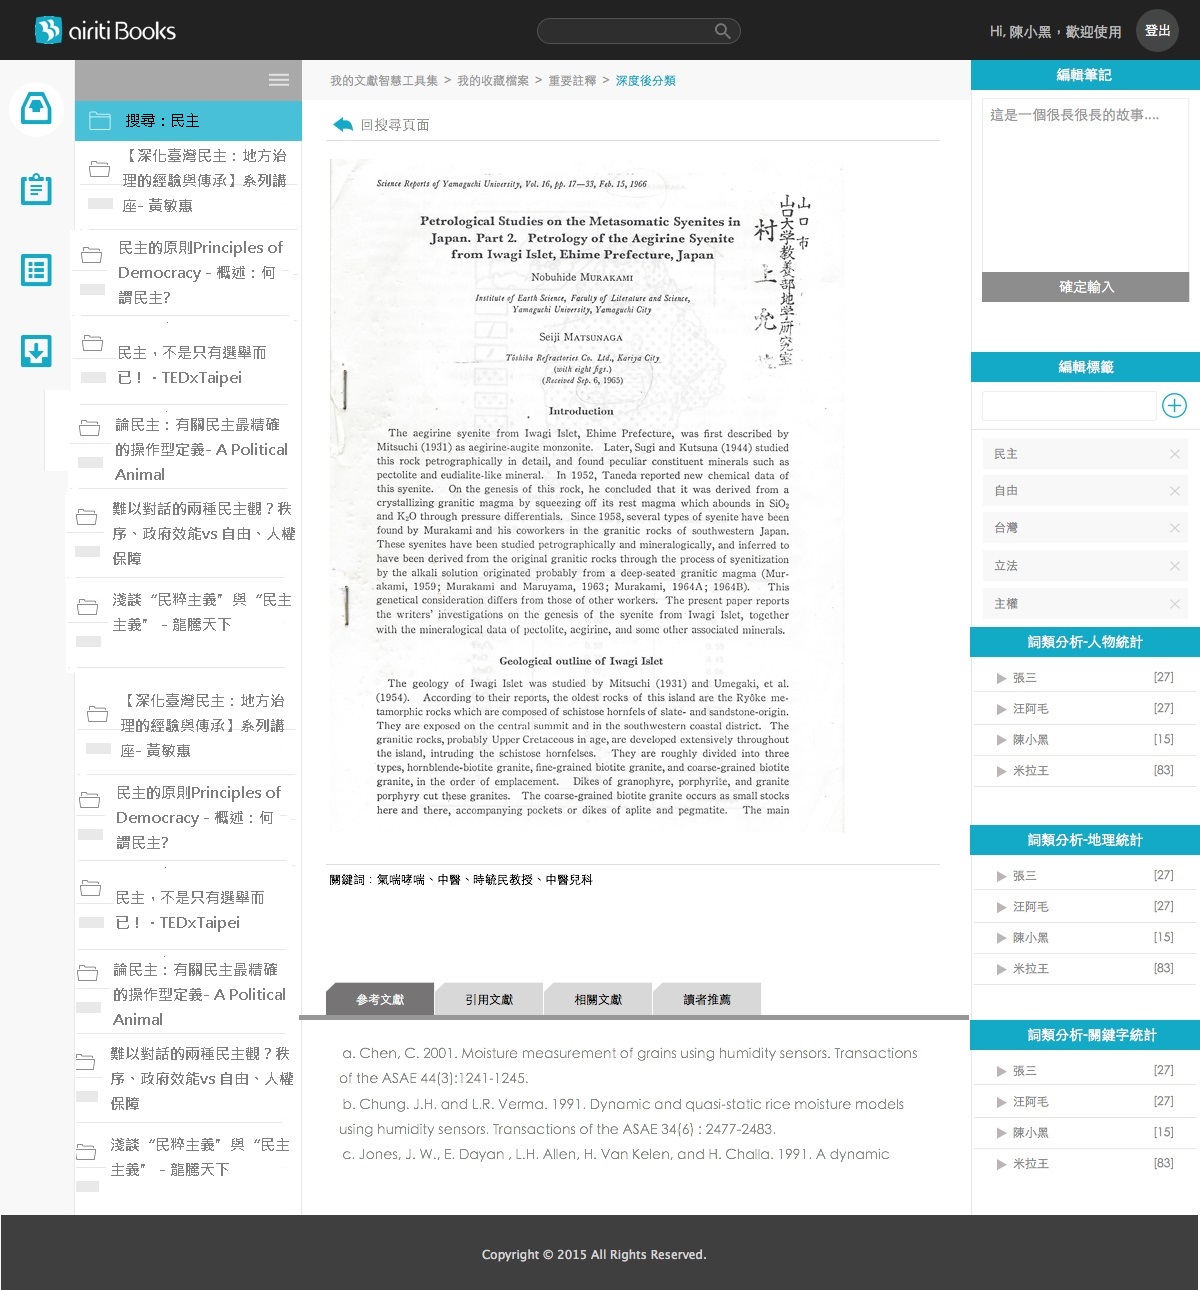 airiti Books
Hi, 陳小黑，歡迎使用
登出
搜尋：民主
【深化臺灣民主：地方治
理的經驗與傳承】系列講
座- 黃敏惠
民主的原則Principles of
Democracy – 概述：何
謂民主?
民主，不是只有選舉而
已！ - TEDxTaipei
論民主：有關民主最精確
的操作型定義- A Political
Animal
難以對話的兩種民主觀？秩
序、政府效能vs 自由、人權
保障
淺談“民粹主義”與“民主
主義” – 龍騰天下
【深化臺灣民主：地方治
理的經驗與傳承】系列講
座- 黃敏惠
民主的原則Principles of
Democracy – 概述：何
謂民主?
民主，不是只有選舉而
已！ - TEDxTaipei
論民主：有關民主最精確
的操作型定義- A Political
Animal
難以對話的兩種民主觀？秩
序、政府效能vs 自由、人權
保障
淺談“民粹主義”與“民主
主義” – 龍騰天下
我的文獻智慧工具集 > 我的收藏檔案 > 重要註釋 > 深度後分類
回搜尋頁面
Science Reports of Yamaguchi University, Vol. 16, pp. 17—33, Feb. 15, 1966
Petrological Studies on the Metasomatic Syenites in
Japan. Part 2. Petrology of the Aegirine Syenite
from Iwagi Islet, Ehime Prefecture, Japan
山口市
山口大学教養部地学研究室
村上允
Nobuhide MURAKAMI
Institute of Earth Science, Faculty of Literature and Science,
Yamaguchi University, Yamaguchi City
Seiji MATSUNAGA
Tôshiba Refractories Co. Ltd., Kariya City
(with eight figs.)
(Received Sep. 6, 1965)
Introduction
The aegirine syenite from Iwagi Islet, Ehime Prefecture, was first described by
Mitsuchi (1931) as aegirine-augite monzonite. Later, Sugi and Kutsuna (1944) studied
this rock petrographically in detail, and found peculiar constituent minerals such as
pectolite and eudialite-like mineral. In 1952, Taneda reported new chemical data of
this syenite. On the genesis of this rock, he concluded that it was derived from a
crystallizing granitic magma by squeezing off its rest magma which abounds in SiO₂
and K₂O through pressure differentials. Since 1958, several types of syenite have been
found by Murakami and his coworkers in the granitic rocks of southwestern Japan.
These syenites have been studied petrographically and mineralogically, and inferred to
have been derived from the original granitic rocks through the process of syenitization
by the alkali solution originated probably from a deep-seated granitic magma (Mur-
akami, 1959; Murakami and Maruyama, 1963; Murakami, 1964A; 1964B). This
genetical consideration differs from those of other workers. The present paper reports
the writers' investigations on the genesis of the syenite from Iwagi Islet, together
with the mineralogical data of pectolite, aegirine, and some other associated minerals.
Geological outline of Iwagi Islet
The geology of Iwagi Islet was studied by Mitsuchi (1931) and Umegaki, et al.
(1954). According to their reports, the oldest rocks of this island are the Ryôke me-
tamorphic rocks which are composed of schistose hornfels of slate- and sandstone-origin.
They are exposed on the central summit and in the southwestern coastal district. The
granitic rocks, probably Upper Cretaceous in age, are developed extensively throughout
the island, intruding the schistose hornfelses. They are roughly divided into three
types, hornblende-biotite granite, fine-grained biotite granite, and coarse-grained biotite
granite, in the order of emplacement. Dikes of granophyre, porphyrite, and granite
porphyry cut these granites. The coarse-grained biotite granite occurs as small stocks
here and there, accompanying pockets or dikes of aplite and pegmatite. The main
關鍵詞：氣喘哮喘、中醫、時毓民教授、中醫兒科
參考文獻
引用文獻
相關文獻
讀者推薦
a. Chen, C. 2001. Moisture measurement of grains using humidity sensors. Transactions
of the ASAE 44(3):1241-1245.
b. Chung. J.H. and L.R. Verma. 1991. Dynamic and quasi-static rice moisture models
using humidity sensors. Transactions of the ASAE 34(6) : 2477-2483.
c. Jones, J. W., E. Dayan , L.H. Allen, H. Van Kelen, and H. Challa. 1991. A dynamic
編輯筆記
這是一個很長很長的故事....
確定輸入
編輯標籤
民主
自由
台灣
立法
主權
詞類分析-人物統計
張三 [27]
汪阿毛 [27]
陳小黑 [15]
米拉王 [83]
詞類分析-地理統計
張三 [27]
汪阿毛 [27]
陳小黑 [15]
米拉王 [83]
詞類分析-關鍵字統計
張三 [27]
汪阿毛 [27]
陳小黑 [15]
米拉王 [83]
Copyright © 2015 All Rights Reserved.